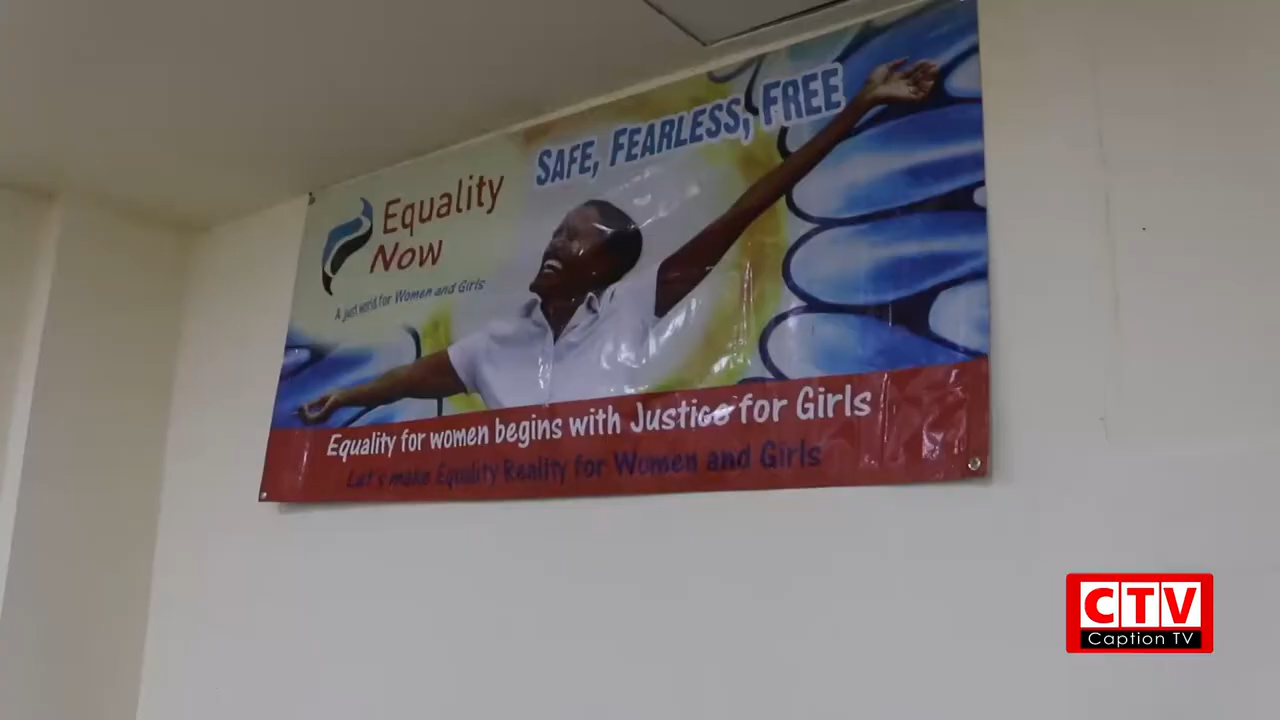 SAFE, FEARLESS, FREE
Equality
Now
A just world for Women and Girls
Equality for women begins with Justice for Girls
Let's make Equality Reality for Women and Girls
CTV
Caption TV